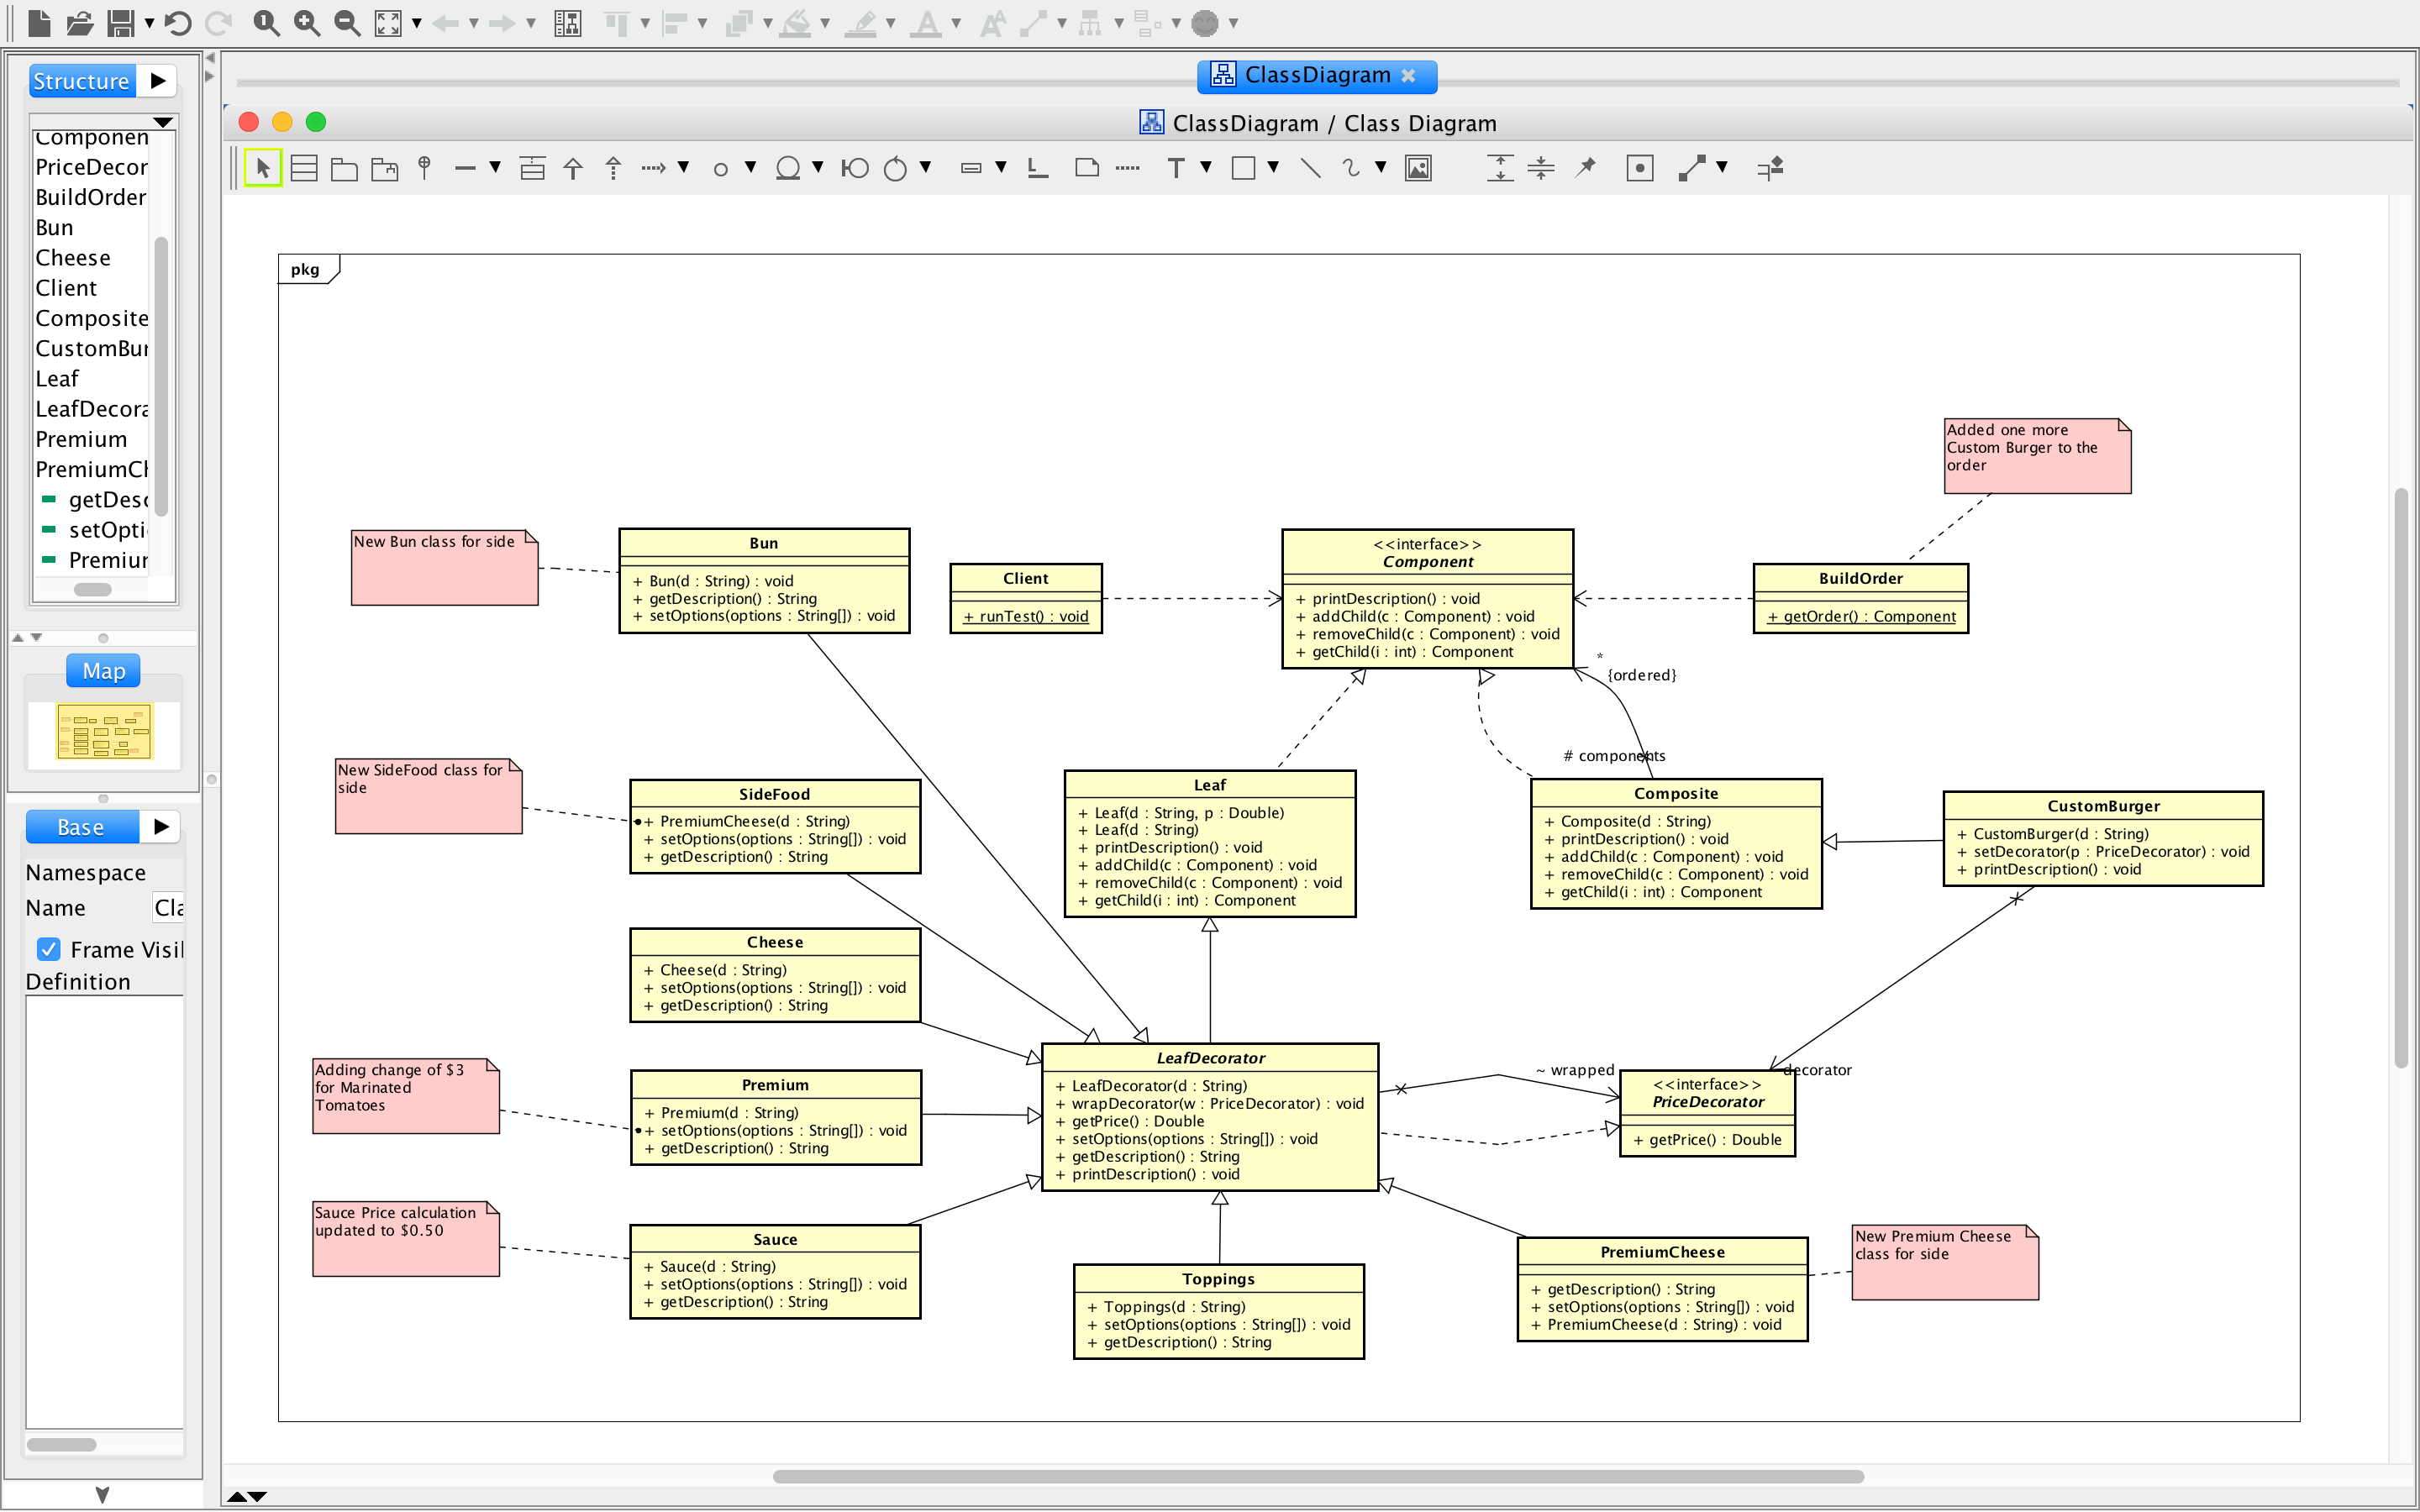 ClassDiagram
Structure
Componen
PriceDecor
BuildOrder
Bun
Cheese
Client
Composite
CustomBur
Leaf
LeafDecora
Premium
PremiumCh
getDesc
setOpti
Premiur
Map
Base
Namespace
Name Cla
Frame Visil
Definition
ClassDiagram / Class Diagram
pkg
Added one more
Custom Burger to the
order
New Bun class for side
Bun
+ Bun(d : String) : void
+ getDescription() : String
+ setOptions(options : String[]) : void
Client
+ runTest() : void
<<interface>>
Component
+ printDescription() : void
+ addChild(c : Component) : void
+ removeChild(c : Component) : void
+ getChild(i : int) : Component
BuildOrder
+ getOrder() : Component
*
{ordered}
# components
New SideFood class for
side
SideFood
+ PremiumCheese(d : String)
+ setOptions(options : String[]) : void
+ getDescription() : String
Leaf
+ Leaf(d : String, p : Double)
+ Leaf(d : String)
+ printDescription() : void
+ addChild(c : Component) : void
+ removeChild(c : Component) : void
+ getChild(i : int) : Component
Composite
+ Composite(d : String)
+ printDescription() : void
+ addChild(c : Component) : void
+ removeChild(c : Component) : void
+ getChild(i : int) : Component
CustomBurger
+ CustomBurger(d : String)
+ setDecorator(p : PriceDecorator) : void
+ printDescription() : void
Cheese
+ Cheese(d : String)
+ setOptions(options : String[]) : void
+ getDescription() : String
Adding change of $3
for Marinated
Tomatoes
Premium
+ Premium(d : String)
+ setOptions(options : String[]) : void
+ getDescription() : String
LeafDecorator
+ LeafDecorator(d : String)
+ wrapDecorator(w : PriceDecorator) : void
+ getPrice() : Double
+ setOptions(options : String[]) : void
+ getDescription() : String
+ printDescription() : void
~ wrapped
decorator
<<interface>>
PriceDecorator
+ getPrice() : Double
Sauce Price calculation
updated to $0.50
Sauce
+ Sauce(d : String)
+ setOptions(options : String[]) : void
+ getDescription() : String
Toppings
+ Toppings(d : String)
+ setOptions(options : String[]) : void
+ getDescription() : String
PremiumCheese
+ getDescription() : String
+ setOptions(options : String[]) : void
+ PremiumCheese(d : String) : void
New Premium Cheese
class for side